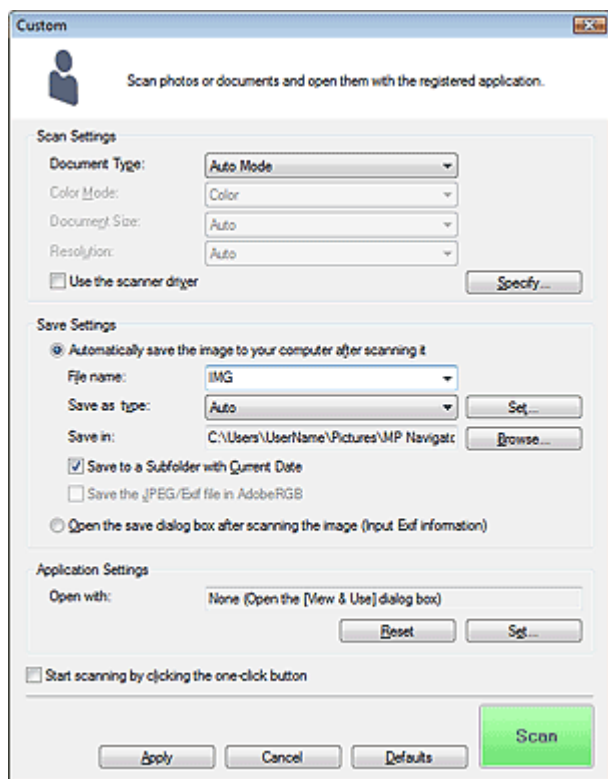 Custom
Scan photos or documents and open them with the registered application.
Scan Settings
Document Type: Auto Mode
Color Mode: Color
Document Size: Auto
Resolution: Auto
Use the scanner driver Specify...
Save Settings
Automatically save the image to your computer after scanning it
File name: IMG
Save as type: Auto Set...
Save in: C:\Users\UserName\Pictures\MP Navigatc Browse...
Save to a Subfolder with Current Date
Save the JPEG/Exif file in AdobeRGB
Open the save dialog box after scanning the image (Input Exif information)
Application Settings
Open with: None (Open the [View & Use] dialog box)
Reset Set...
Start scanning by clicking the one-click button
Scan
Apply Cancel Defaults